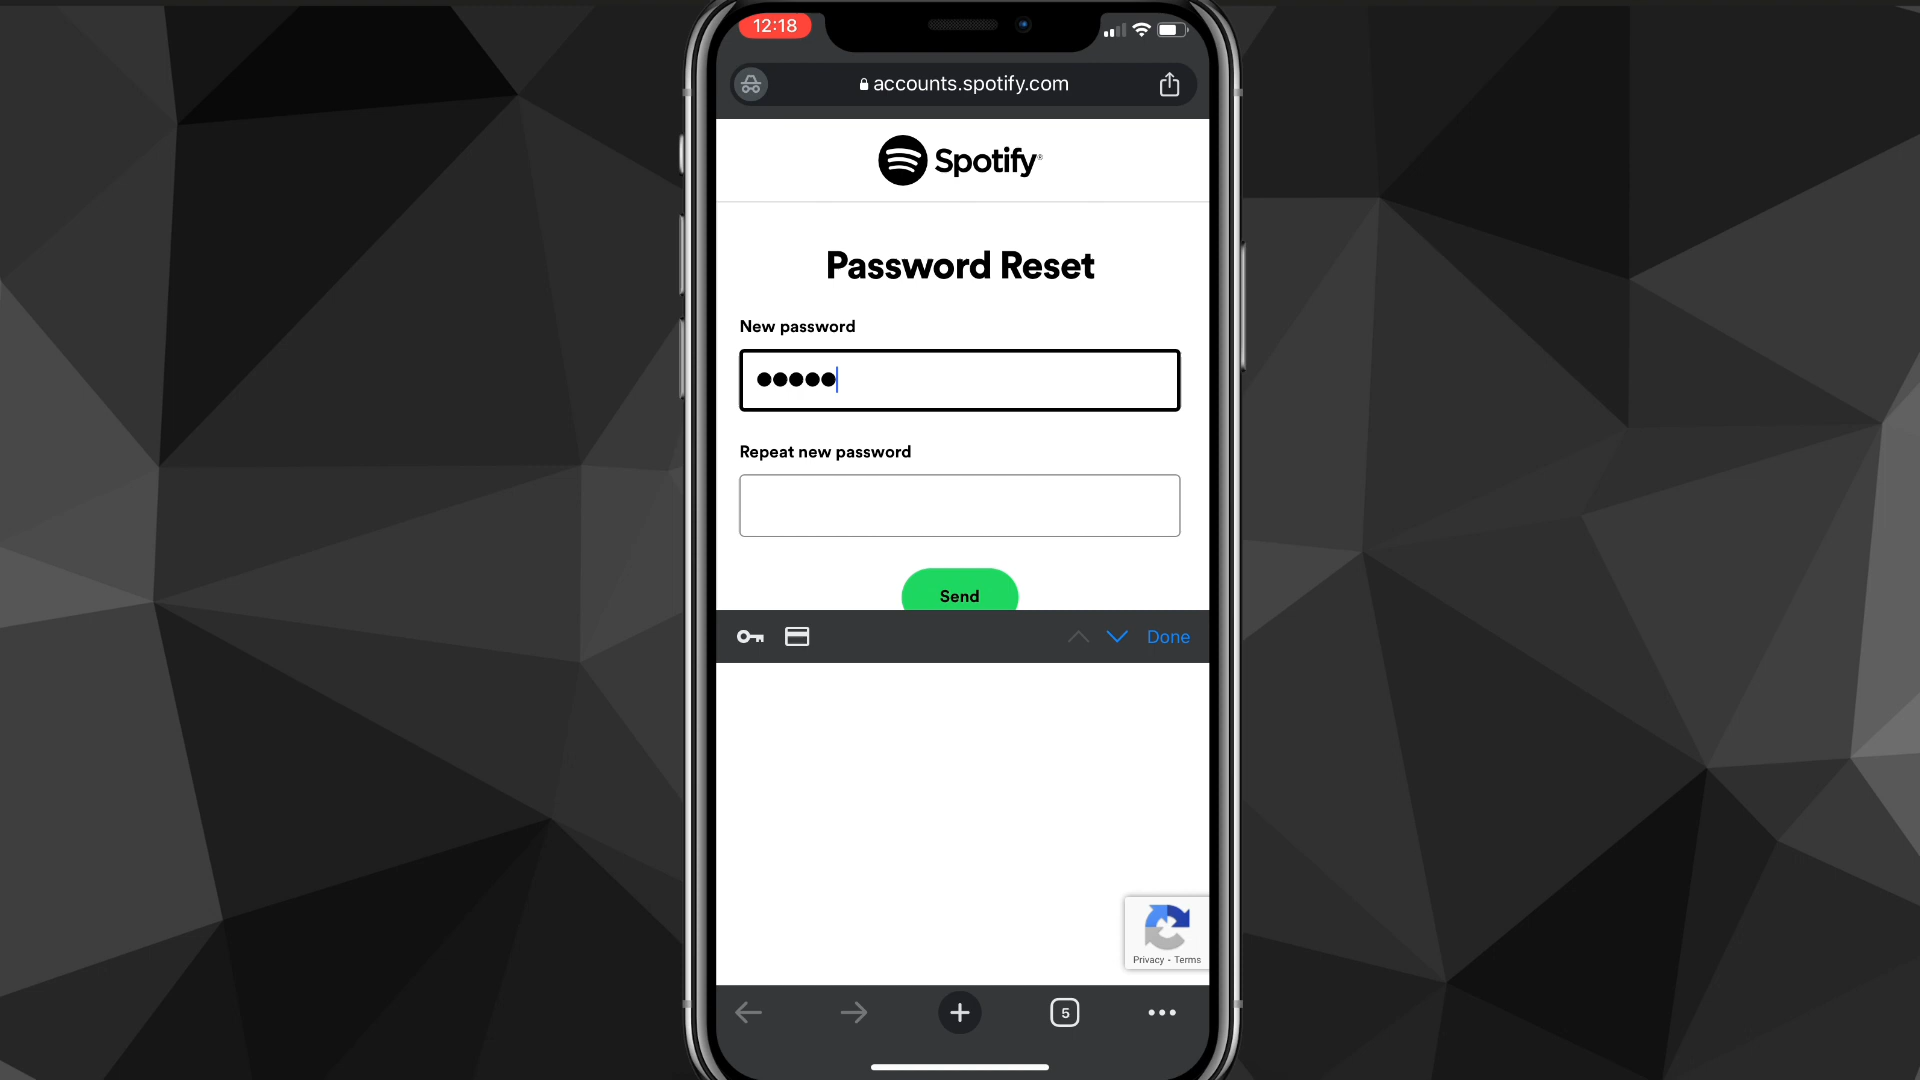 12:18
accounts.spotify.com
Spotify®
Password Reset
New password
●●●●●
Repeat new password
Send
Done
Privacy - Terms
5